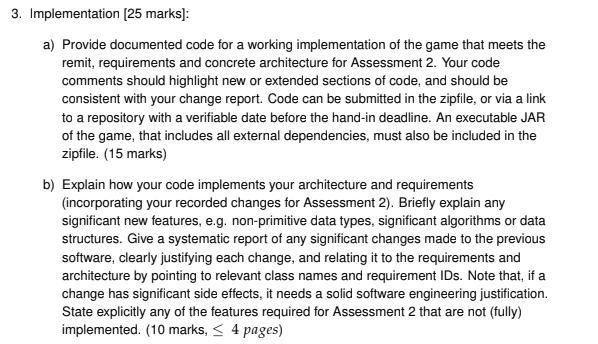 3. Implementation [25 marks]:
a) Provide documented code for a working implementation of the game that meets the
remit, requirements and concrete architecture for Assessment 2. Your code
comments should highlight new or extended sections of code, and should be
consistent with your change report. Code can be submitted in the zipfile, or via a link
to a repository with a verifiable date before the hand-in deadline. An executable JAR
of the game, that includes all external dependencies, must also be included in the
zipfile. (15 marks)
b) Explain how your code implements your architecture and requirements
(incorporating your recorded changes for Assessment 2). Briefly explain any
significant new features, e.g. non-primitive data types, significant algorithms or data
structures. Give a systematic report of any significant changes made to the previous
software, clearly justifying each change, and relating it to the requirements and
architecture by pointing to relevant class names and requirement IDs. Note that, if a
change has significant side effects, it needs a solid software engineering justification.
State explicitly any of the features required for Assessment 2 that are not (fully)
implemented. (10 marks, ≤ 4 pages)